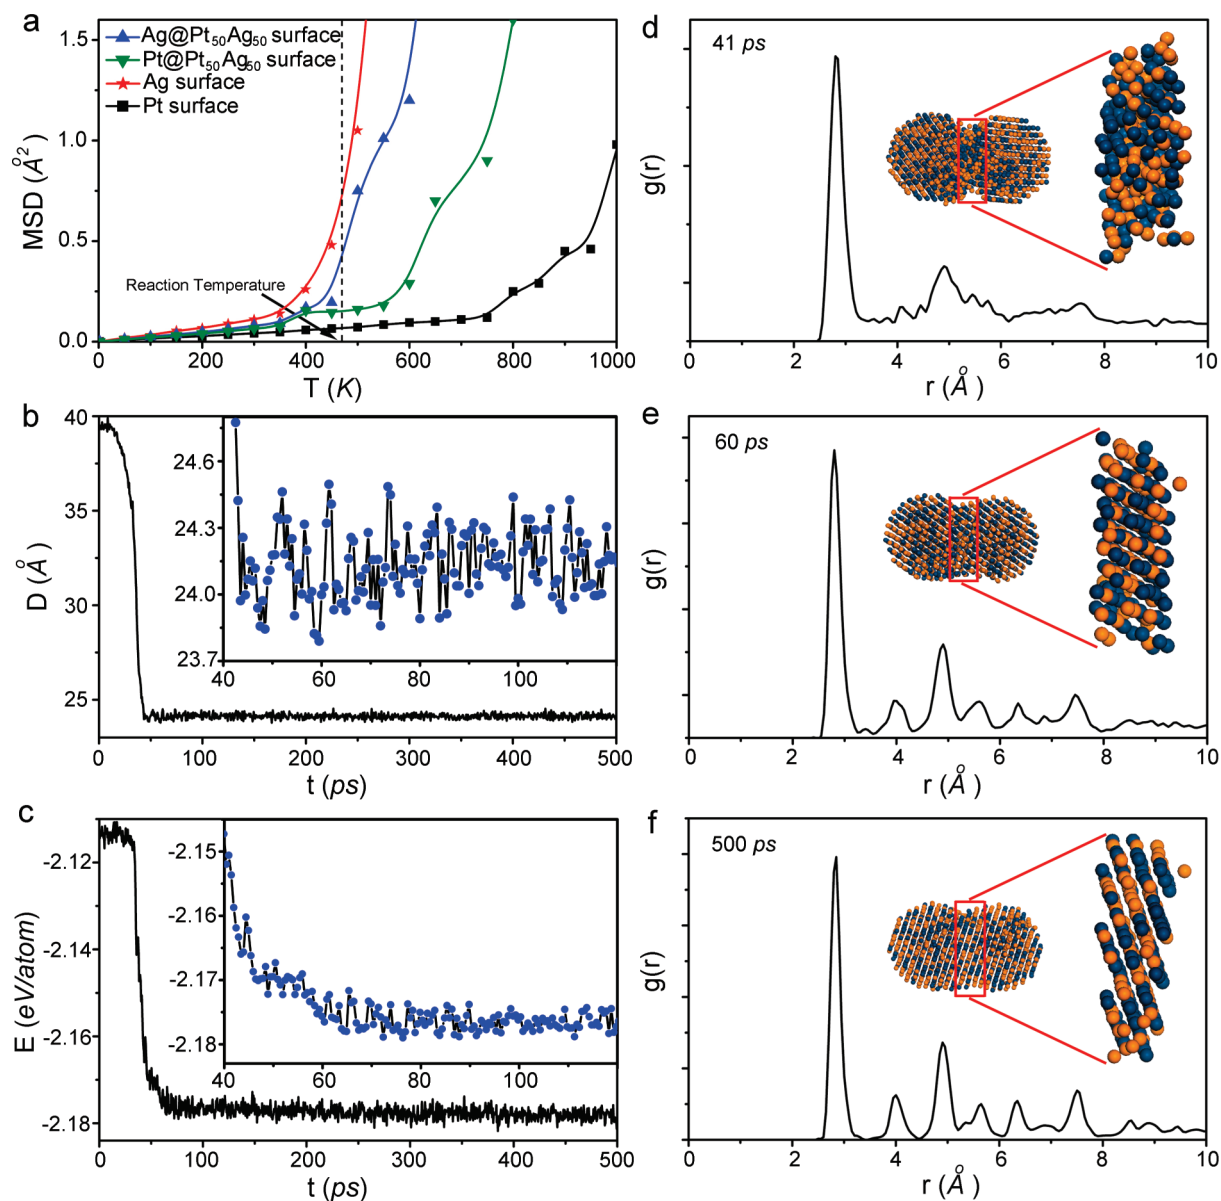 a
Ag@Pt50Ag50 surface
Pt@Pt50Ag50 surface
Ag surface
Pt surface
Reaction Temperature
MSD (Å2)
1.5
1.0
0.5
0.0
0 200 400 600 800 1000
T (K)
b
D (Å)
40
35
30
25
0 100 200 300 400 500
t (ps)
24.6
24.3
24.0
23.7
40 60 80 100
c
E (eV/atom)
-2.12
-2.14
-2.16
-2.18
0 100 200 300 400 500
t (ps)
-2.15
-2.16
-2.17
-2.18
40 60 80 100
d
41 ps
g(r)
0 2 4 6 8 10
r (Å)
e
60 ps
g(r)
0 2 4 6 8 10
r (Å)
f
500 ps
g(r)
0 2 4 6 8 10
r (Å)